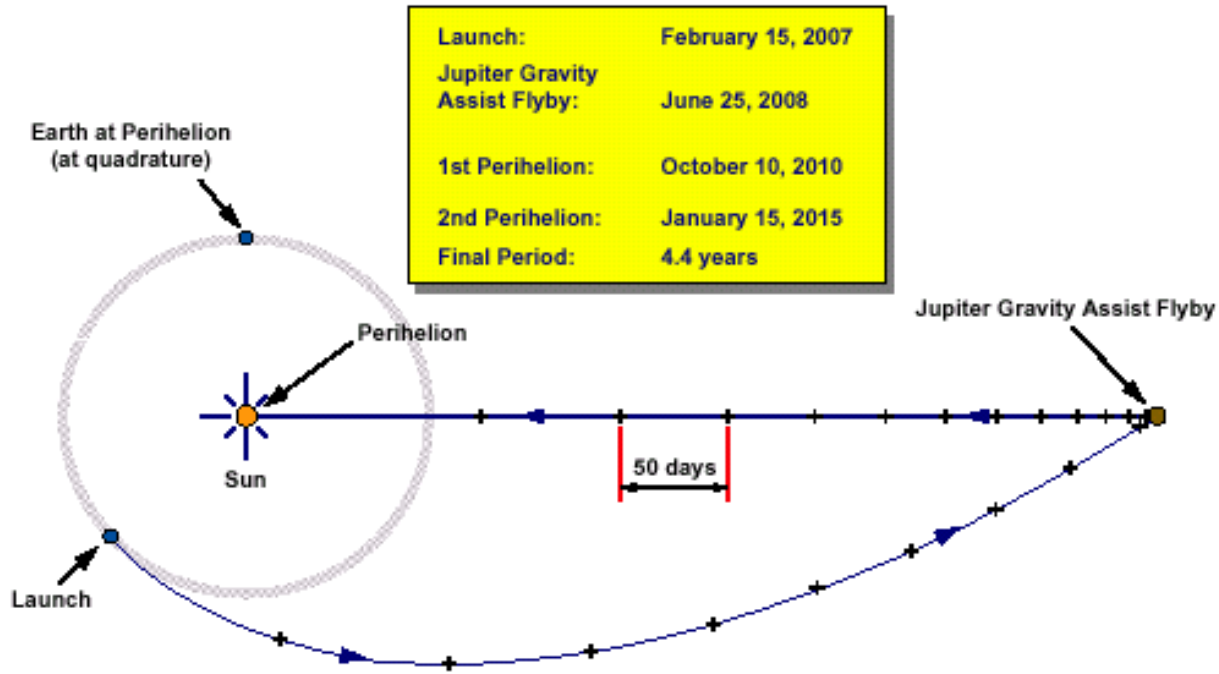 Launch: February 15, 2007
Jupiter Gravity
Assist Flyby: June 25, 2008
1st Perihelion: October 10, 2010
2nd Perihelion: January 15, 2015
Final Period: 4.4 years
Earth at Perihelion
(at quadrature)
Jupiter Gravity Assist Flyby
Perihelion
50 days
Sun
Launch